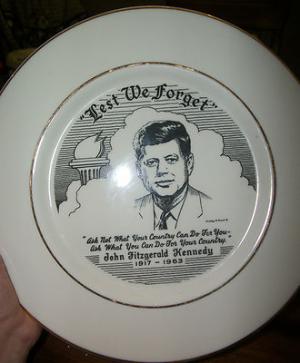 "Lest We Forget"
"Ask Not What Your Country Can Do For You-
Ask What You Can Do For Your Country."
John Fitzgerald Kennedy
1917 - 1963